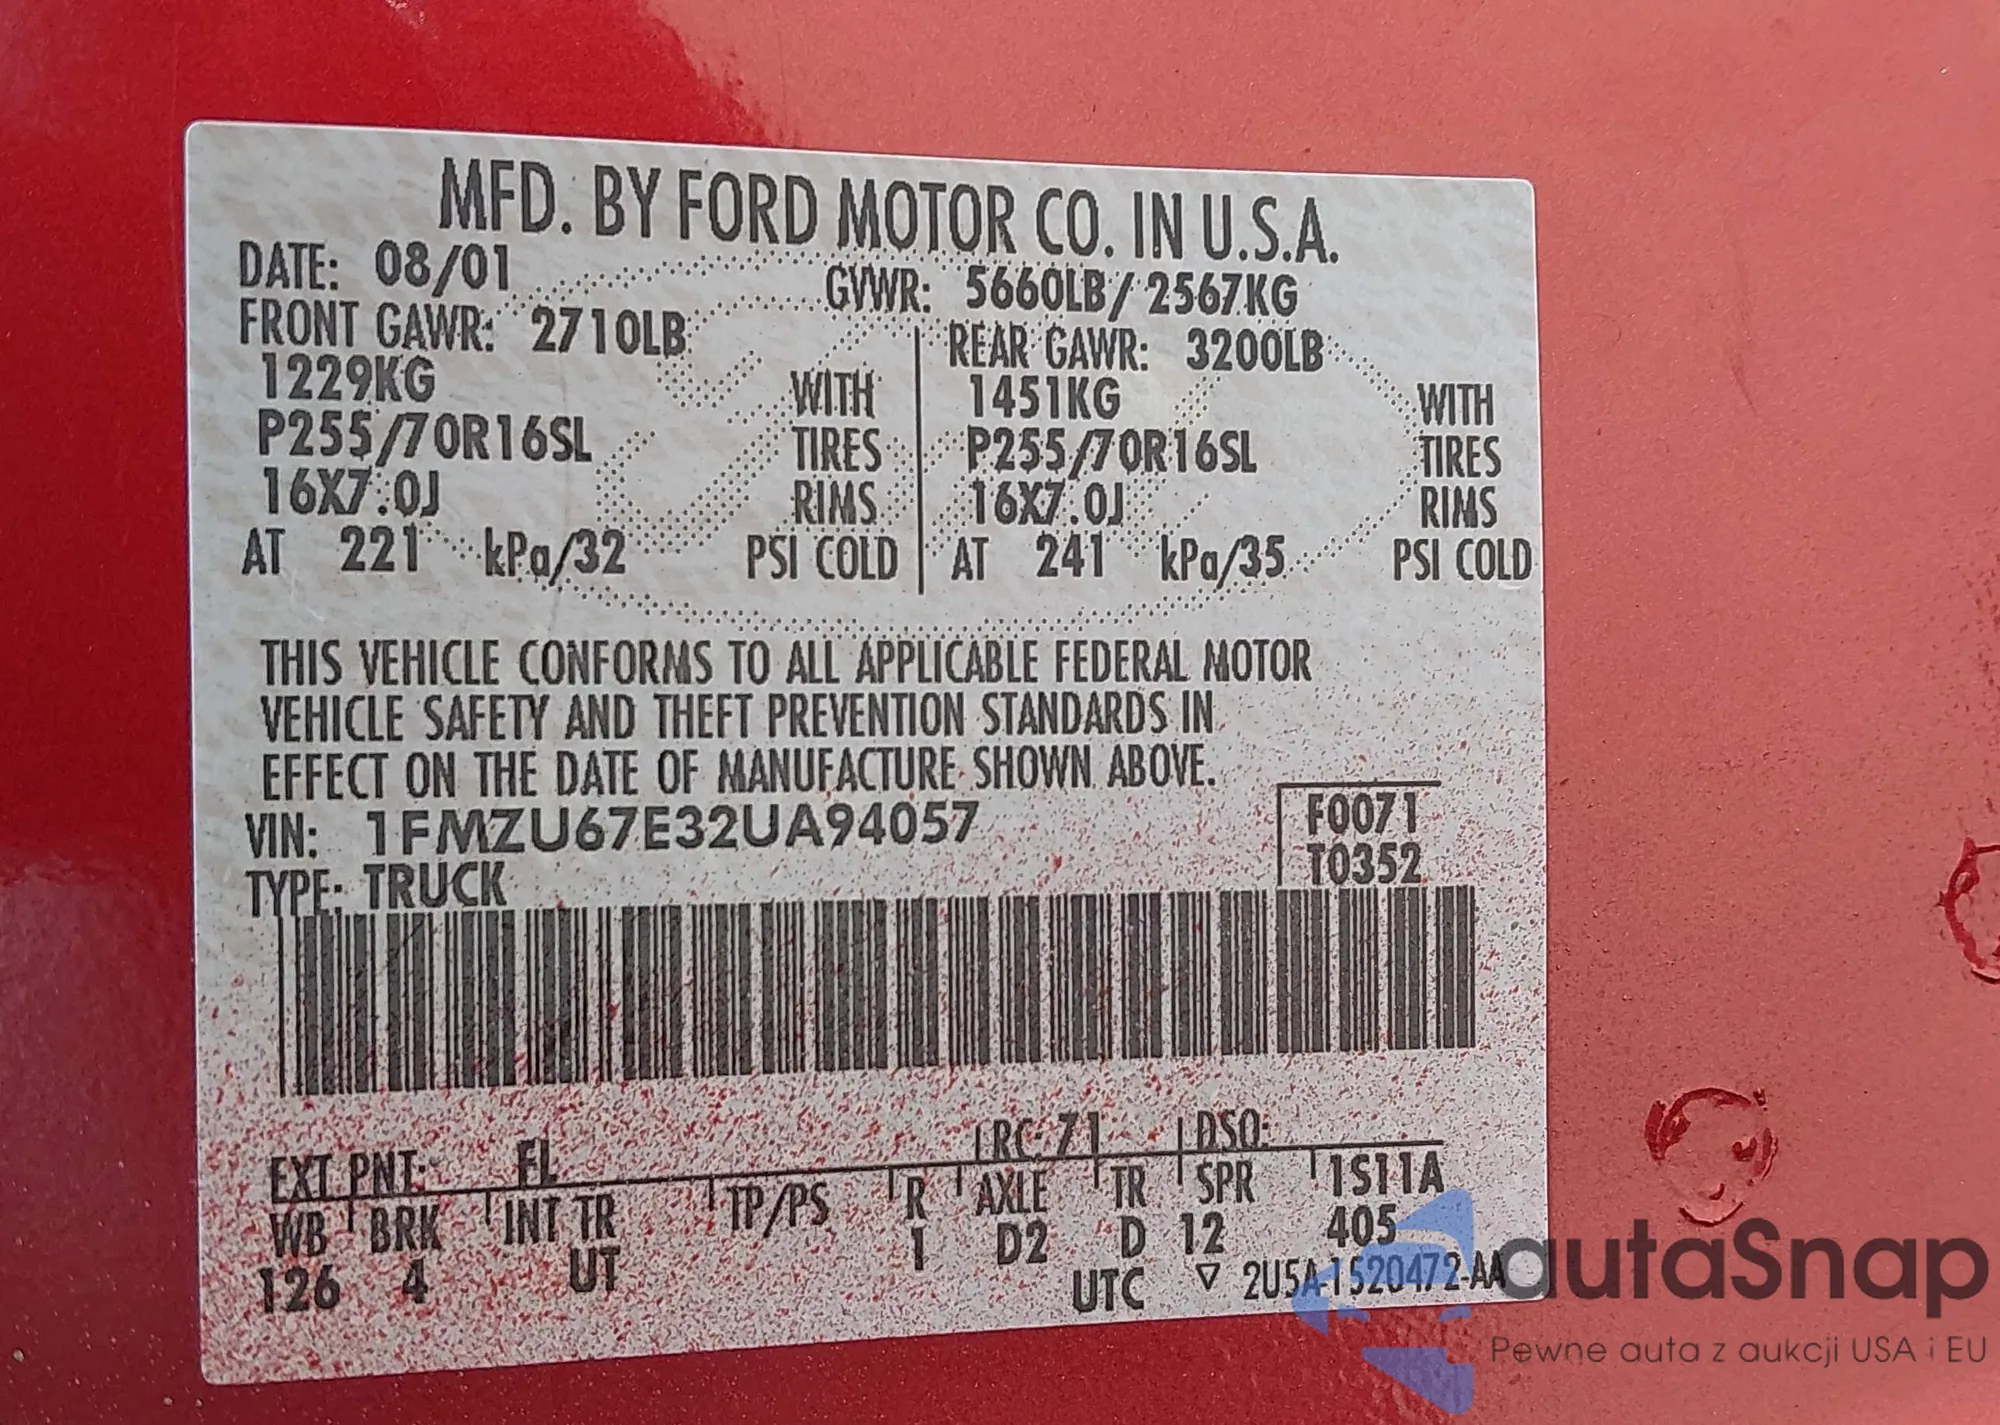 MFD. BY FORD MOTOR CO. IN U.S.A.
DATE: 08/01 GVWR: 5660LB/2567KG
FRONT GAWR: 2710LB REAR GAWR: 3200LB
1229KG WITH 1451KG WITH
P255/70R16SL TIRES P255/70R16SL TIRES
16X7.0J RIMS 16X7.0J RIMS
AT 221 kPa/32 PSI COLD AT 241 kPa/35 PSI COLD
THIS VEHICLE CONFORMS TO ALL APPLICABLE FEDERAL MOTOR
VEHICLE SAFETY AND THEFT PREVENTION STANDARDS IN
EFFECT ON THE DATE OF MANUFACTURE SHOWN ABOVE.
VIN: 1FMZU67E32UA94057 F0071
TYPE: TRUCK T0352
EXT PNT: FL RC: 71 DSO:
WB BRK INT TR TP/PS R AXLE TR SPR 1S11A
126 4 UT 1 D2 D 12 405
UTC ▽ 2U5A-1520472-AA
autaSnap
Pewne auta z aukcji USA i EU